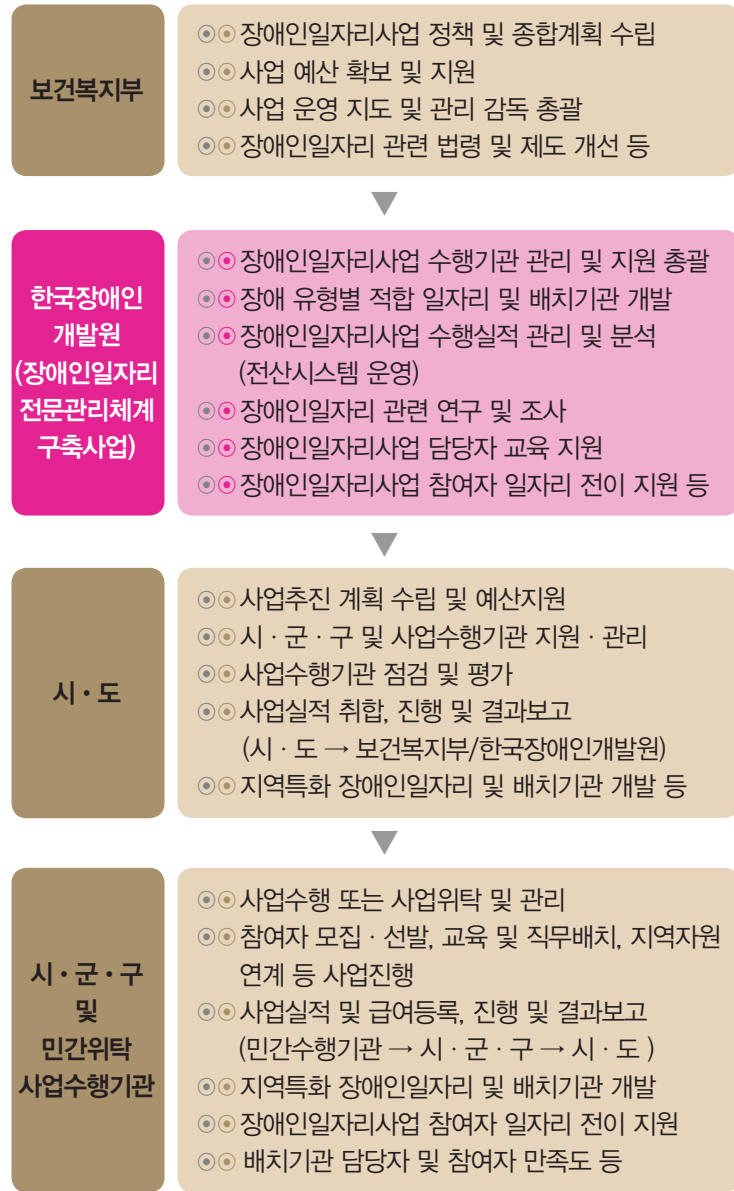 보건복지부
⊙⊙ 장애인일자리사업 정책 및 종합계획 수립
⊙⊙ 사업 예산 확보 및 지원
⊙⊙ 사업 운영 지도 및 관리 감독 총괄
⊙⊙ 장애인일자리 관련 법령 및 제도 개선 등
▼
한국장애인
개발원
(장애인일자리
전문관리체계
구축사업)
⊙⊙ 장애인일자리사업 수행기관 관리 및 지원 총괄
⊙⊙ 장애 유형별 적합 일자리 및 배치기관 개발
⊙⊙ 장애인일자리사업 수행실적 관리 및 분석
(전산시스템 운영)
⊙⊙ 장애인일자리 관련 연구 및 조사
⊙⊙ 장애인일자리사업 담당자 교육 지원
⊙⊙ 장애인일자리사업 참여자 일자리 전이 지원 등
▼
시・도
⊙⊙ 사업추진 계획 수립 및 예산지원
⊙⊙ 시 · 군 · 구 및 사업수행기관 지원 · 관리
⊙⊙ 사업수행기관 점검 및 평가
⊙⊙ 사업실적 취합, 진행 및 결과보고
(시 · 도 → 보건복지부/한국장애인개발원)
⊙⊙ 지역특화 장애인일자리 및 배치기관 개발 등
▼
시・군・구
및
민간위탁
사업수행기관
⊙⊙ 사업수행 또는 사업위탁 및 관리
⊙⊙ 참여자 모집 · 선발, 교육 및 직무배치, 지역자원
연계 등 사업진행
⊙⊙ 사업실적 및 급여등록, 진행 및 결과보고
(민간수행기관 → 시 · 군 · 구 → 시 · 도 )
⊙⊙ 지역특화 장애인일자리 및 배치기관 개발
⊙⊙ 장애인일자리사업 참여자 일자리 전이 지원
⊙⊙ 배치기관 담당자 및 참여자 만족도 등